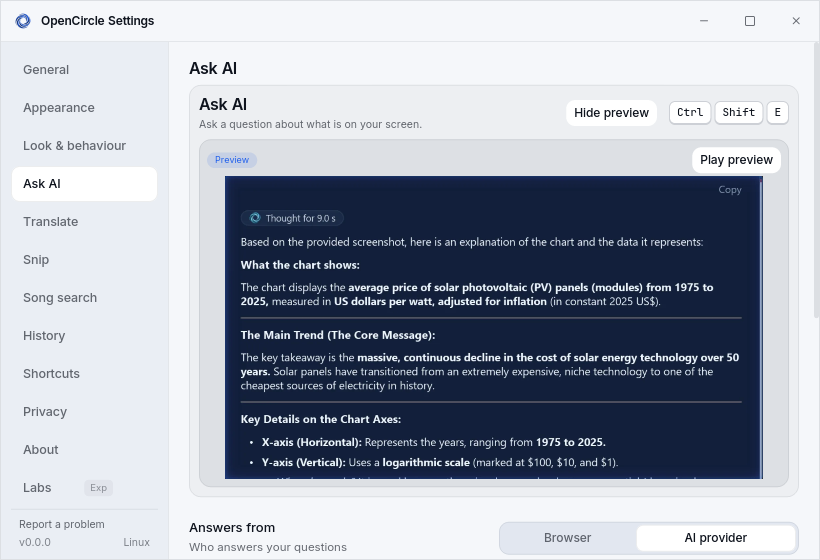 OpenCircle Settings
General
Appearance
Look & behaviour
Ask AI
Translate
Snip
Song search
History
Shortcuts
Privacy
About
Labs Exp
Report a problem
v0.0.0 Linux
Ask AI
Ask AI
Ask a question about what is on your screen.
Hide preview
Ctrl Shift E
Preview
Play preview
Copy
Thought for 9.0 s
Based on the provided screenshot, here is an explanation of the chart and the data it represents:
What the chart shows:
The chart displays the average price of solar photovoltaic (PV) panels (modules) from 1975 to
2025, measured in US dollars per watt, adjusted for inflation (in constant 2025 US$).
The Main Trend (The Core Message):
The key takeaway is the massive, continuous decline in the cost of solar energy technology over 50
years. Solar panels have transitioned from an extremely expensive, niche technology to one of the
cheapest sources of electricity in history.
Key Details on the Chart Axes:
• X-axis (Horizontal): Represents the years, ranging from 1975 to 2025.
• Y-axis (Vertical): Uses a logarithmic scale (marked at $100, $10, and $1).
Answers from
Who answers your questions
Browser
AI provider